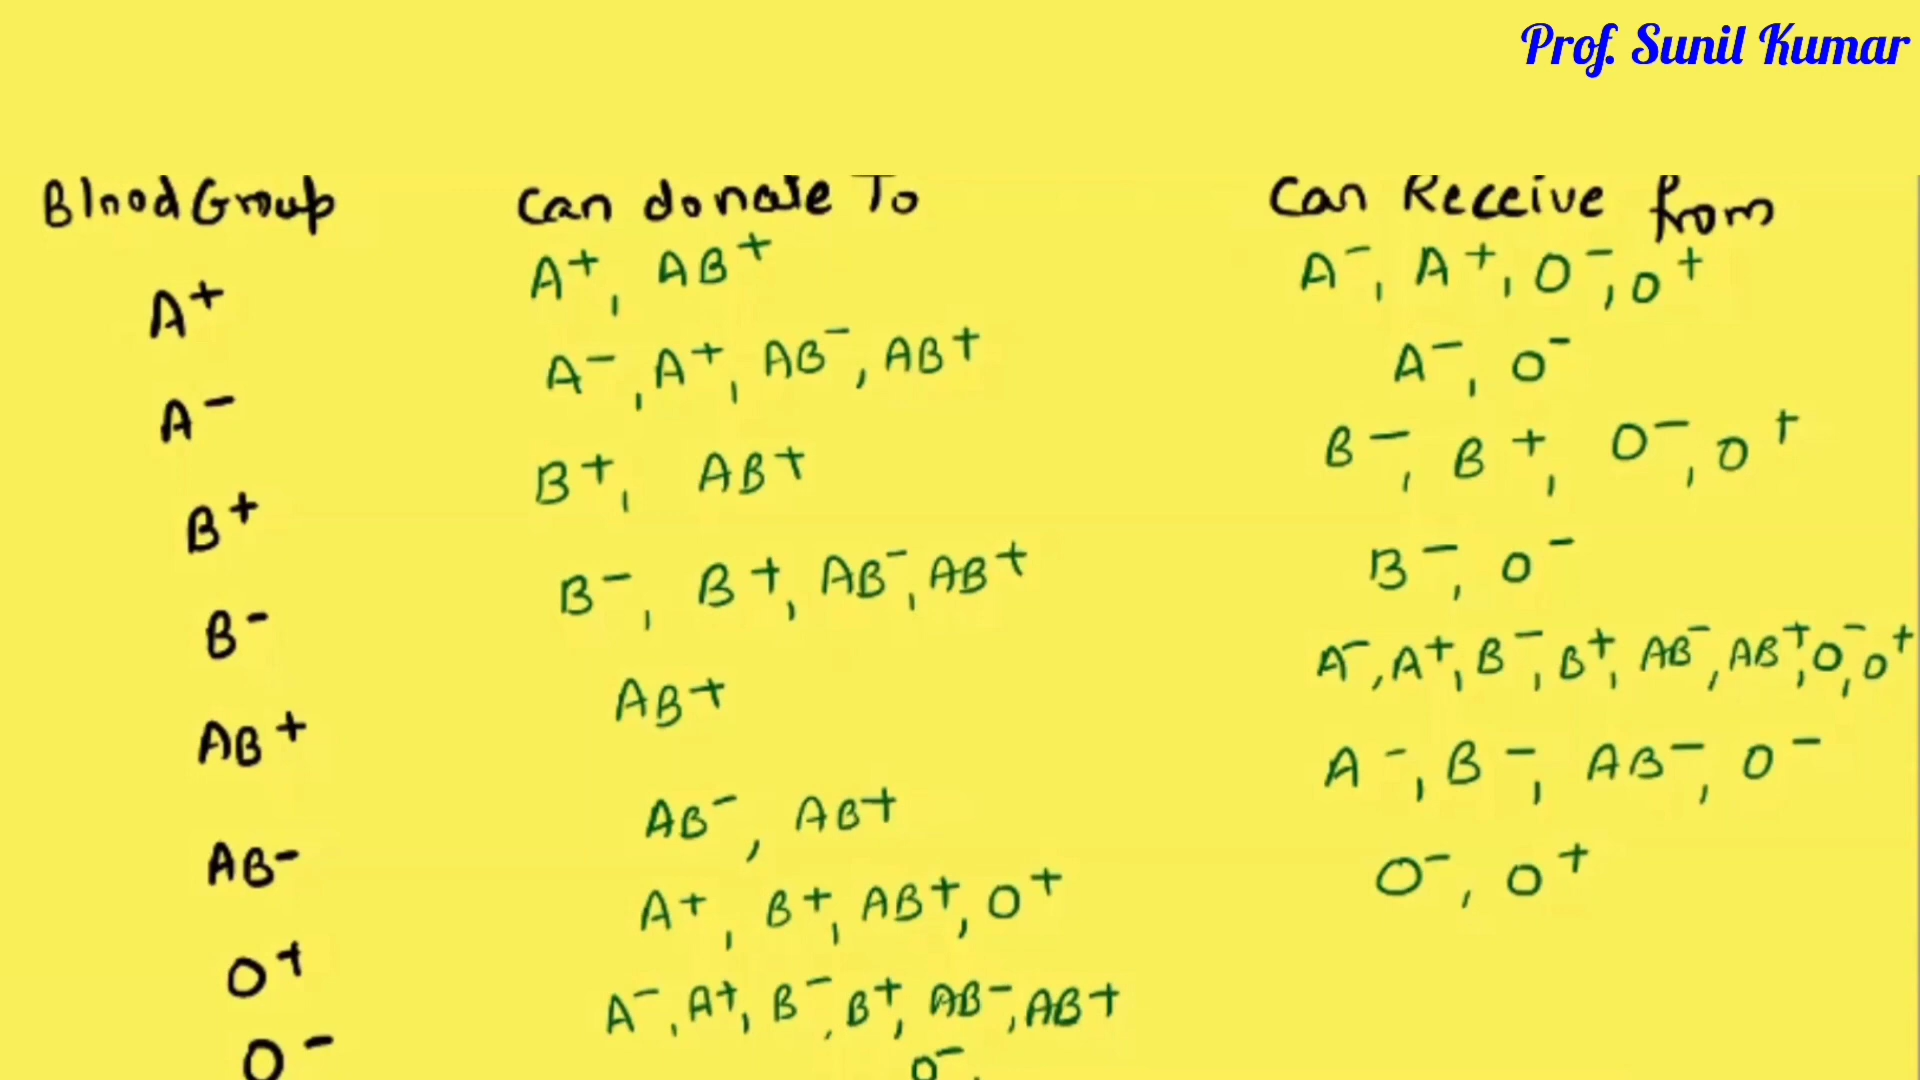 Prof. Sunil Kumar
Blood Group Can donate To Can Receive from
A+ A+, AB+ A-, A+, O-, O+
A- A-, A+, AB-, AB+ A-, O-
B+ B+, AB+ B-, B+, O-, O+
B- B-, B+, AB-, AB+ B-, O-
AB+ AB+ A-, A+, B-, B+, AB-, AB+, O-, O+
AB- AB-, AB+ A-, B-, AB-, O-
O+ A+, B+, AB+, O+ O-, O+
O- A-, A+, B-, B+, AB-, AB+
O-,